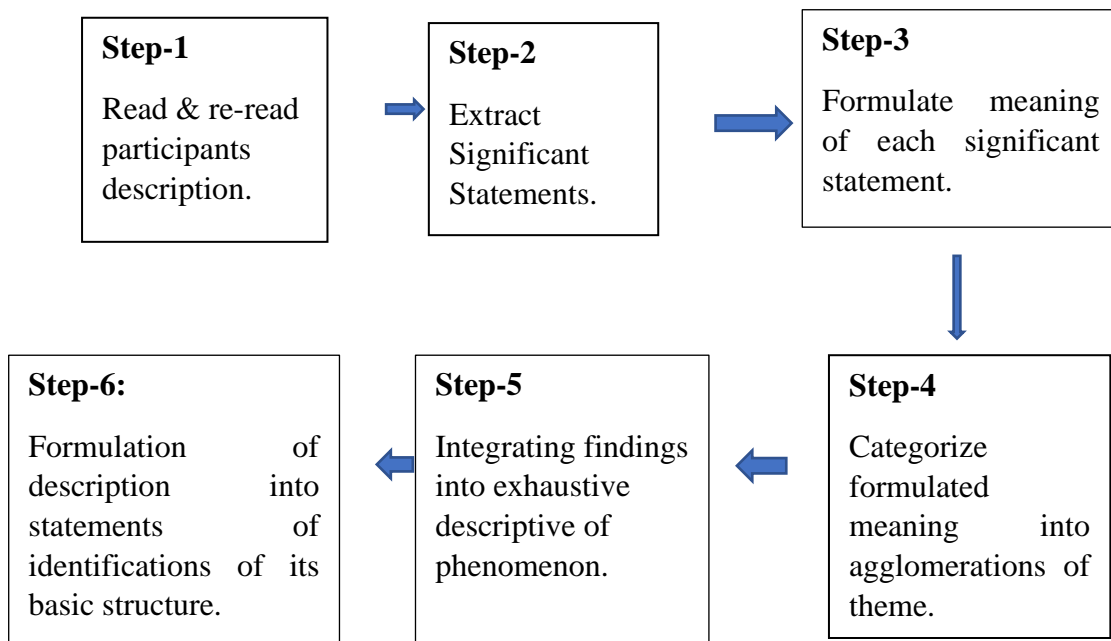 Step-1
Read & re-read
participants
description.
Step-2
Extract
Significant
Statements.
Step-3
Formulate meaning
of each significant
statement.
Step-4
Categorize
formulated
meaning into
agglomerations of
theme.
Step-5
Integrating findings
into exhaustive
descriptive of
phenomenon.
Step-6:
Formulation of
description into
statements of
identifications of its
basic structure.